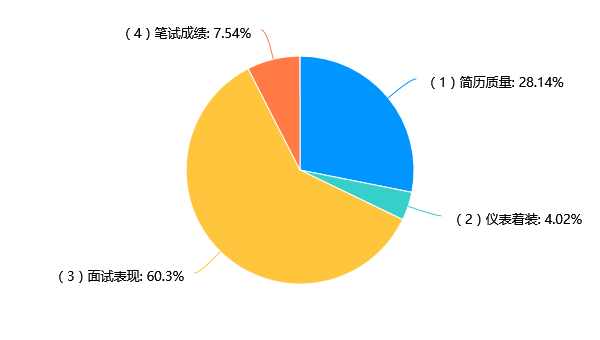 （4）笔试成绩: 7.54%
（1）简历质量: 28.14%
（2）仪表着装: 4.02%
（3）面试表现: 60.3%